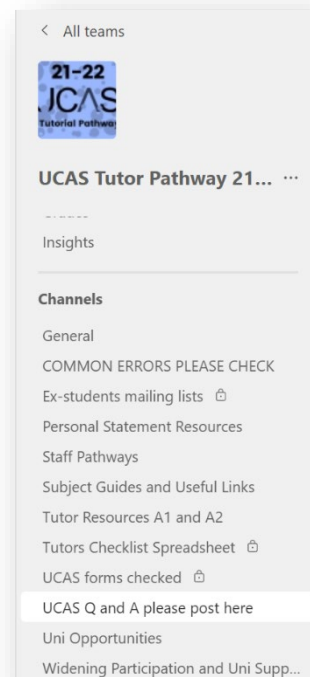 < All teams
21-22
UCAS
Tutorial Pathway
UCAS Tutor Pathway 21... ...
Insights
Channels
General
COMMON ERRORS PLEASE CHECK
Ex-students mailing lists
Personal Statement Resources
Staff Pathways
Subject Guides and Useful Links
Tutor Resources A1 and A2
Tutors Checklist Spreadsheet
UCAS forms checked
UCAS Q and A please post here
Uni Opportunities
Widening Participation and Uni Supp...